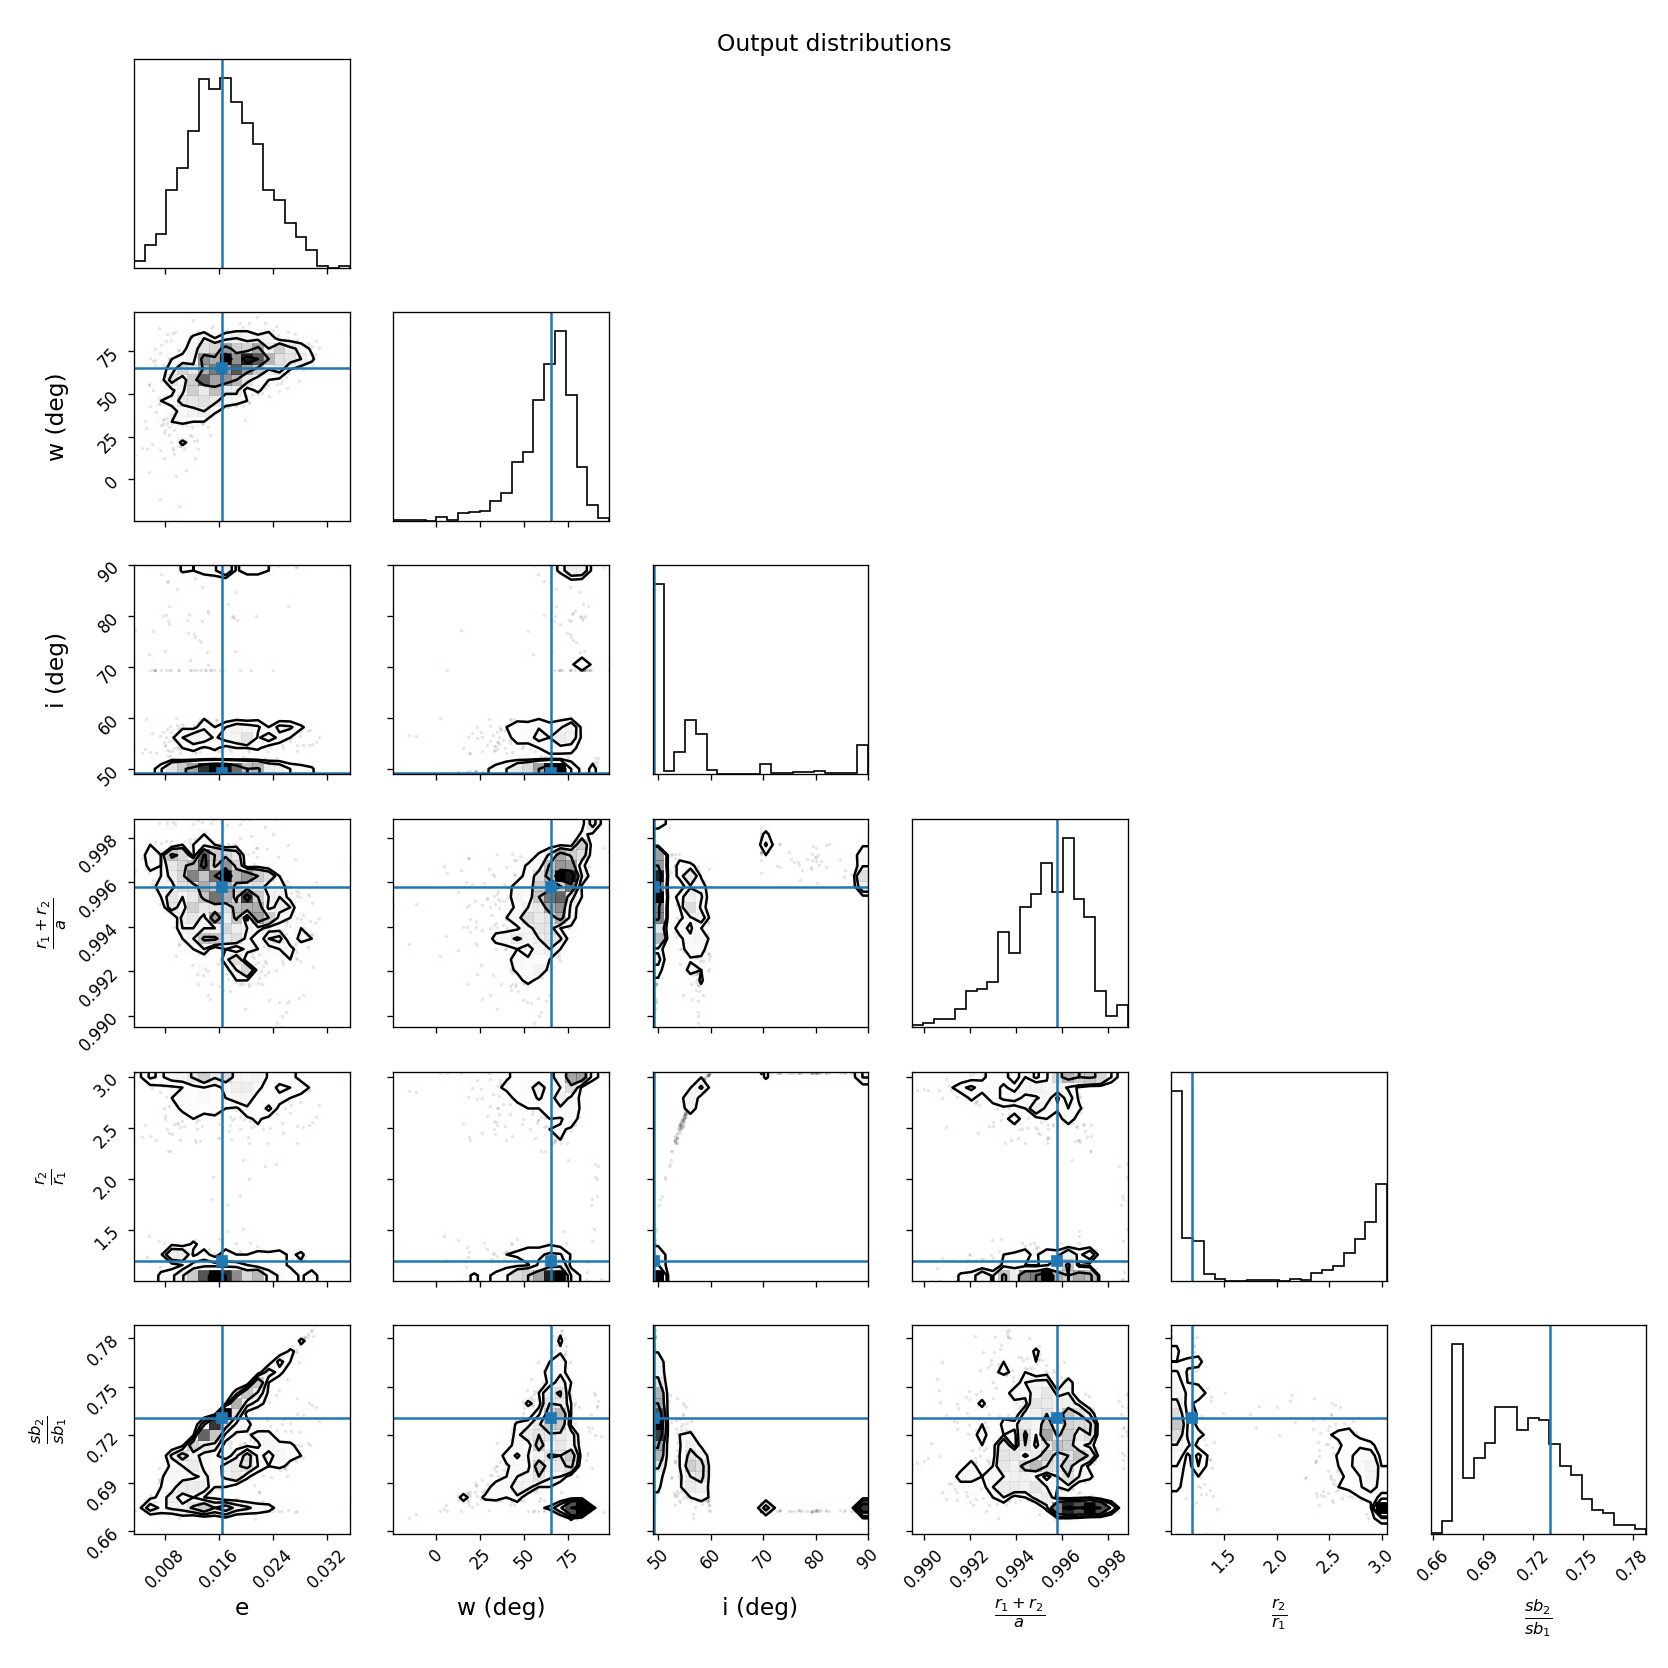 Output distributions
w (deg)
75
50
25
0
i (deg)
90
80
70
60
50
r₁ + r₂
a
0.998
0.996
0.994
0.992
0.990
r₂
r₁
3.0
2.5
2.0
1.5
sb₂
sb₁
0.78
0.75
0.72
0.69
0.66
0.008 0.016 0.024 0.032
0 25 50 75
50 60 70 80 90
0.990 0.992 0.994 0.996 0.998
1.5 2.0 2.5 3.0
0.66 0.69 0.72 0.75 0.78
e
w (deg)
i (deg)
r₁ + r₂
a
r₂
r₁
sb₂
sb₁